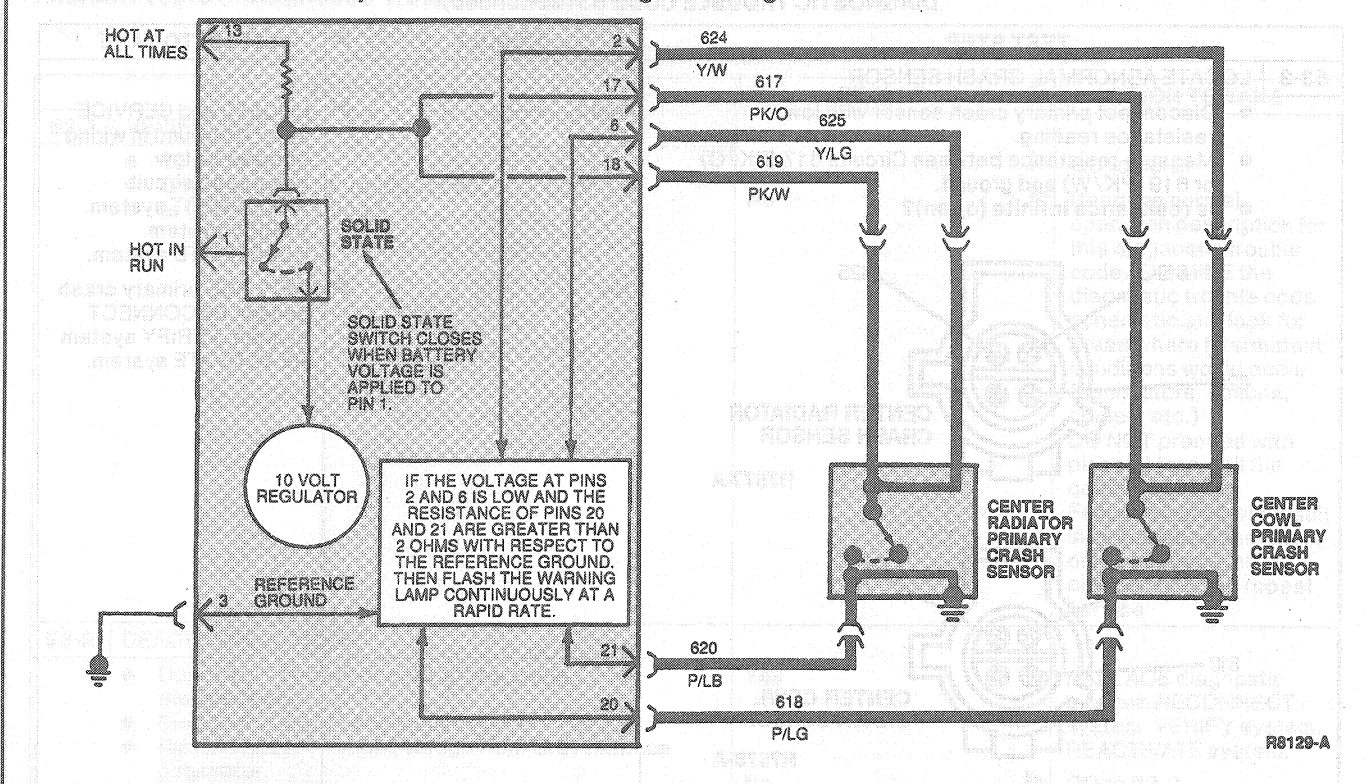 HOT AT
ALL TIMES
13
HOT IN
RUN
1
SOLID
STATE
SOLID STATE
SWITCH CLOSES
WHEN BATTERY
VOLTAGE IS
APPLIED TO
PIN 1.
10 VOLT
REGULATOR
IF THE VOLTAGE AT PINS
2 AND 6 IS LOW AND THE
RESISTANCE OF PINS 20
AND 21 ARE GREATER THAN
2 OHMS WITH RESPECT TO
THE REFERENCE GROUND.
THEN FLASH THE WARNING
LAMP CONTINUOUSLY AT A
RAPID RATE.
REFERENCE
GROUND
3
2
624
Y/W
17
617
PK/O
6
625
Y/LG
18
619
PK/W
CENTER
RADIATOR
PRIMARY
CRASH
SENSOR
CENTER
COWL
PRIMARY
CRASH
SENSOR
21
620
P/LB
20
618
P/LG
R8129-A